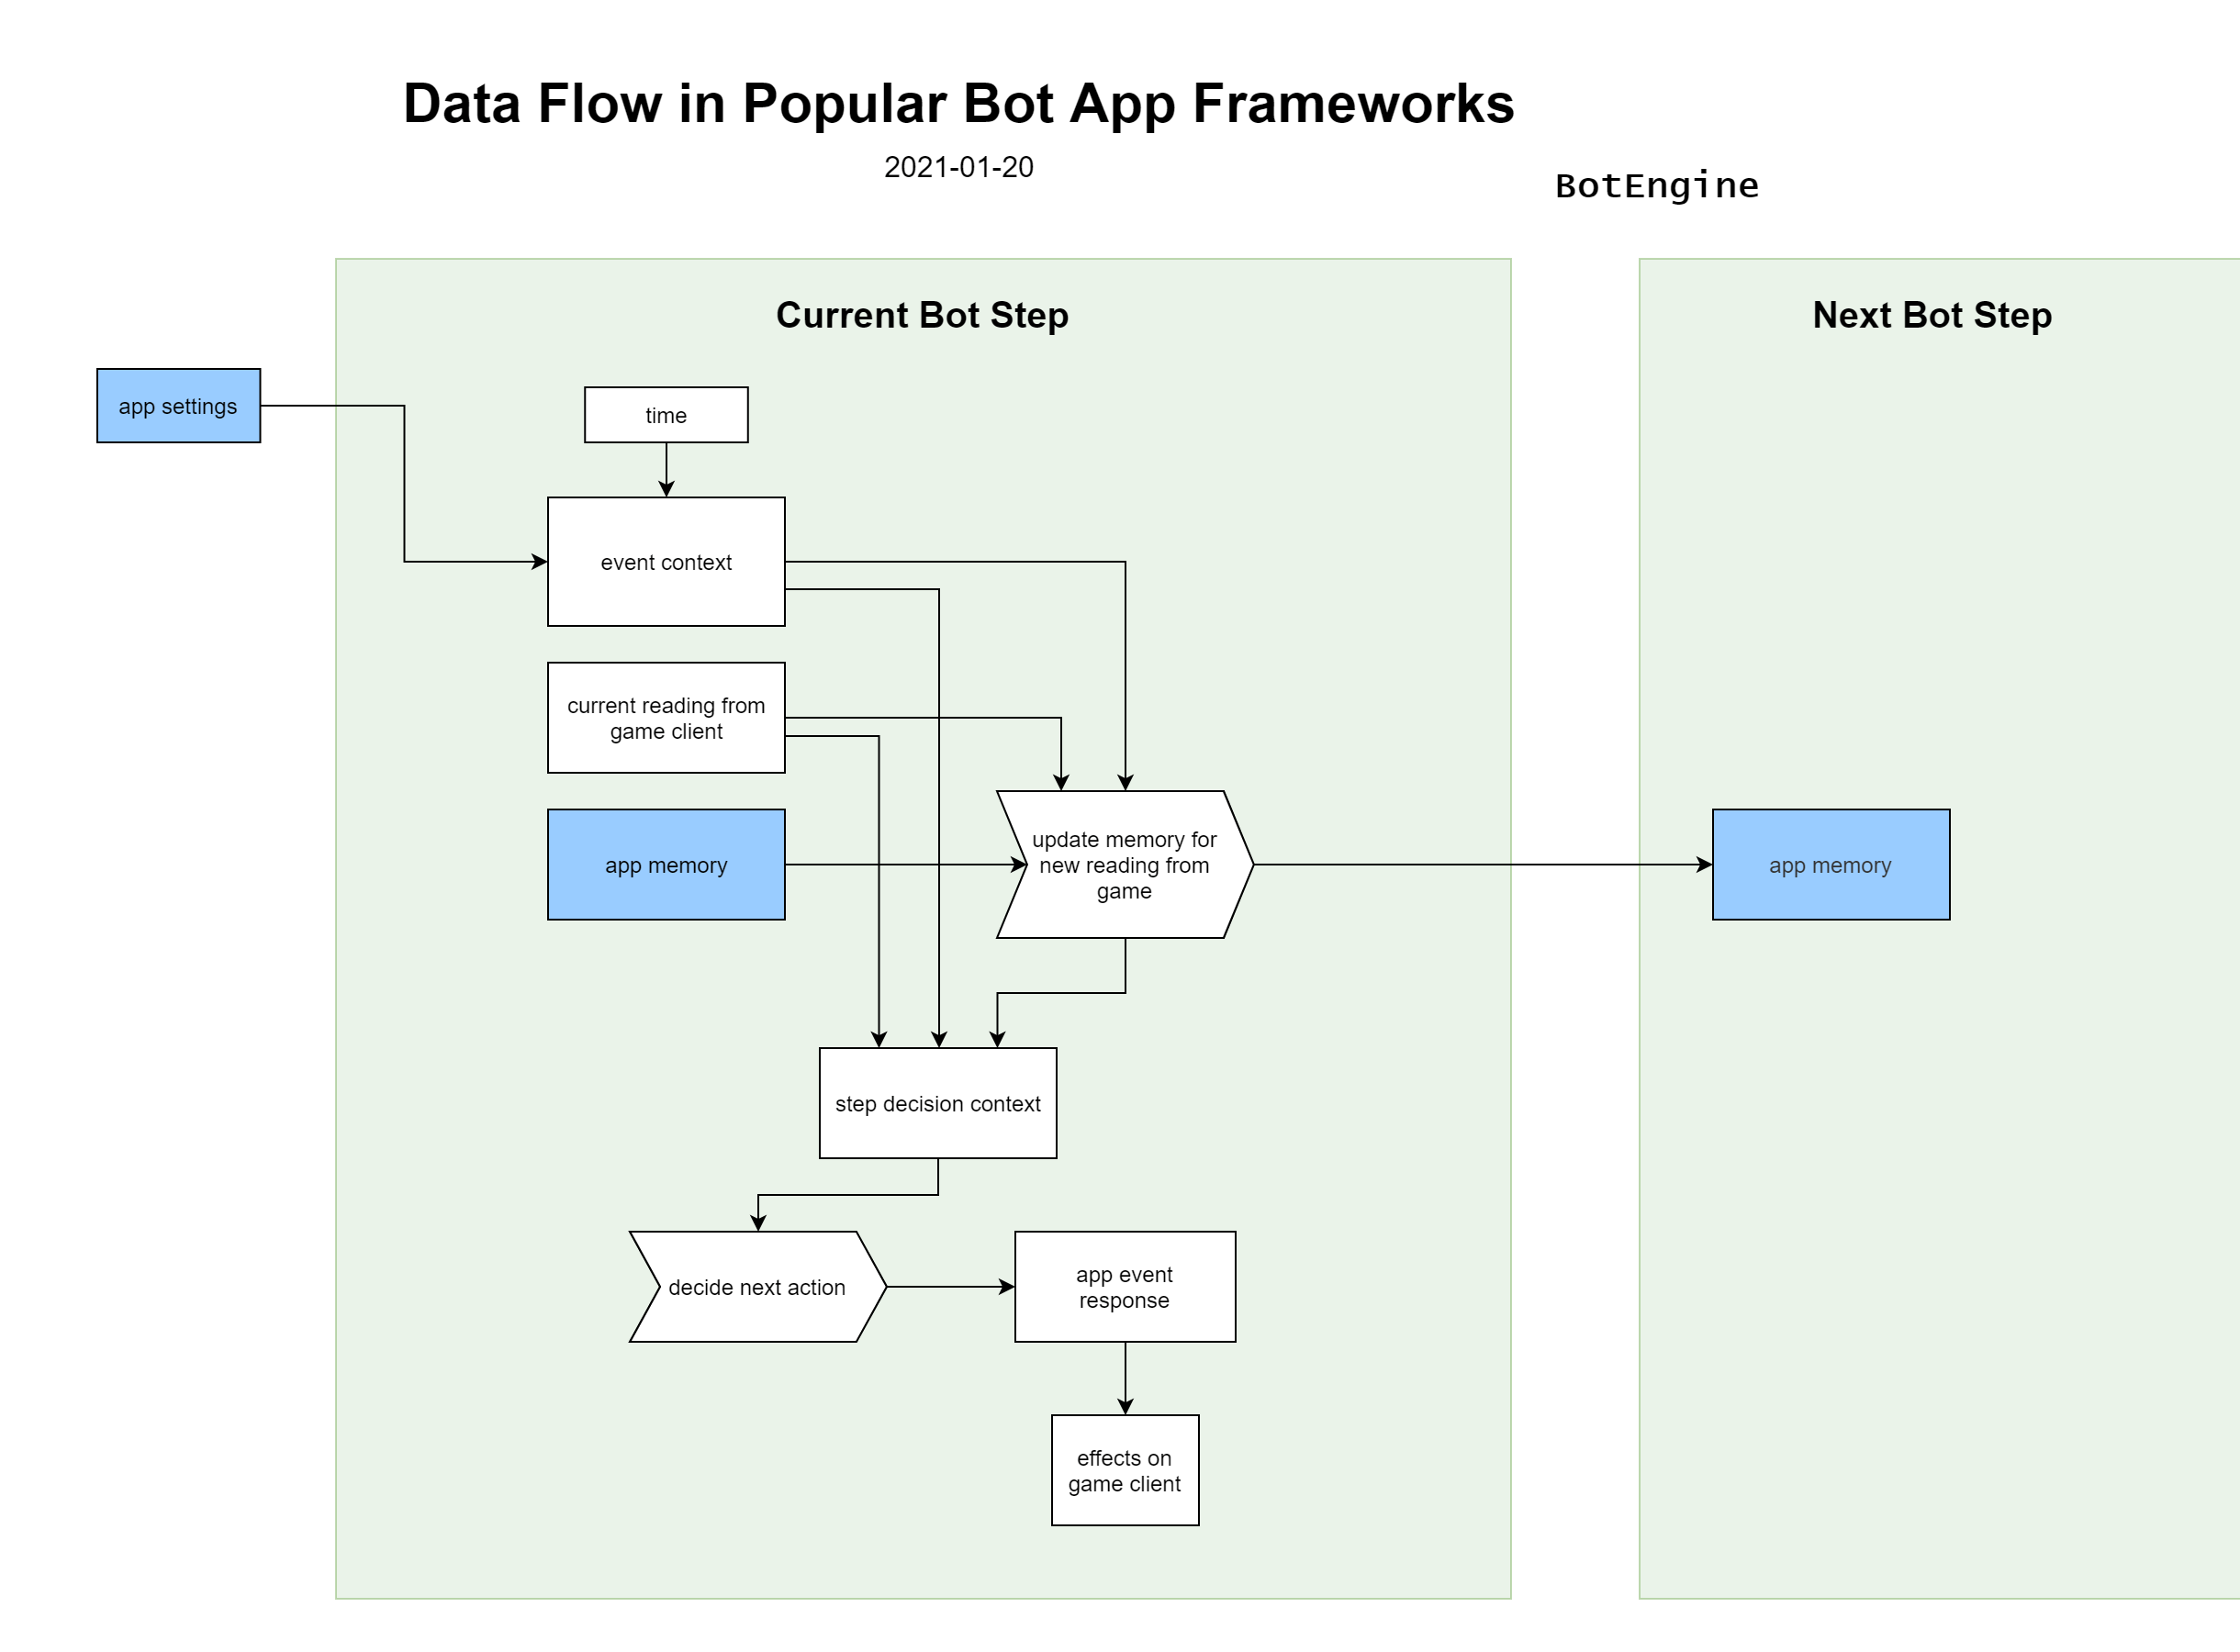 Data Flow in Popular Bot App Frameworks
2021-01-20
BotEngine
Current Bot Step
Next Bot Step
app settings
time
event context
current reading from
game client
app memory
update memory for
new reading from
game
app memory
step decision context
decide next action
app event
response
effects on
game client